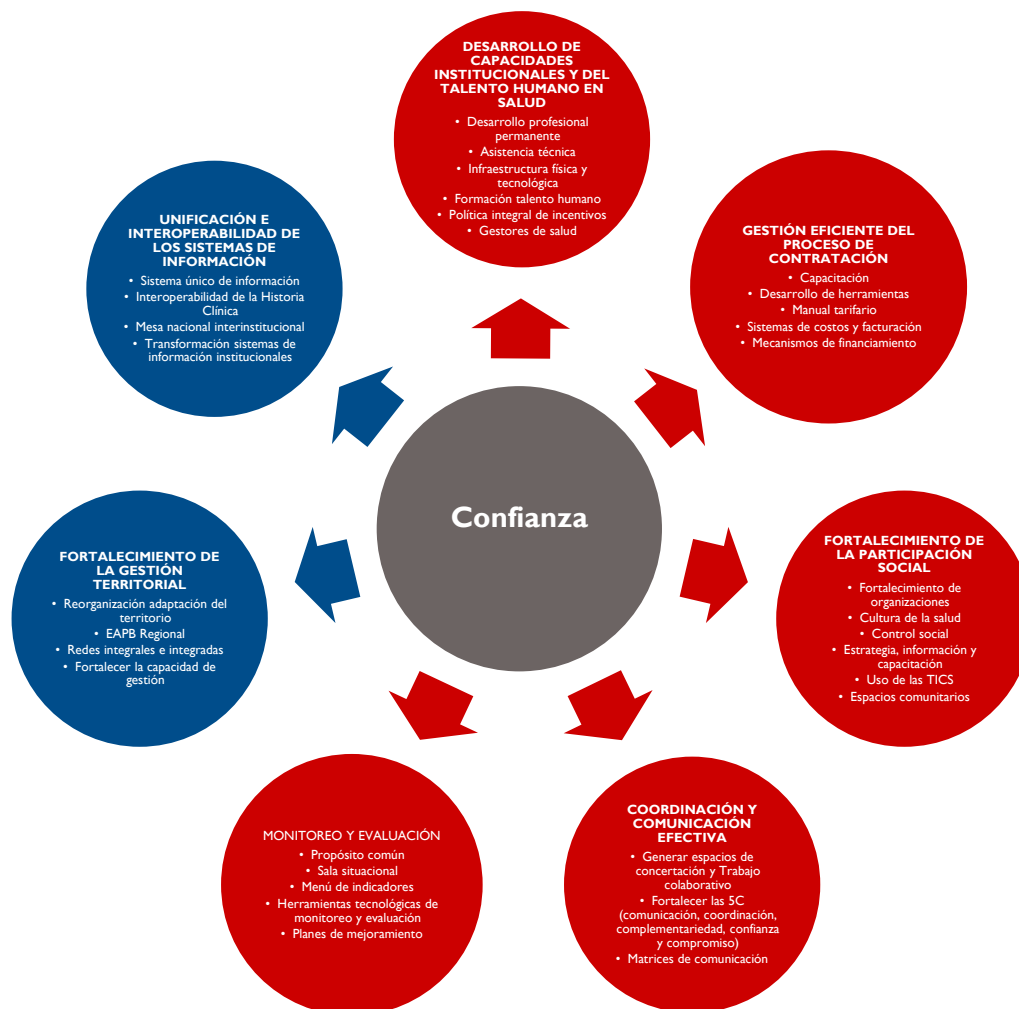 DESARROLLO DE
CAPACIDADES
INSTITUCIONALES Y DEL
TALENTO HUMANO EN
SALUD
• Desarrollo profesional
permanente
• Asistencia técnica
• Infraestructura física y
tecnológica
• Formación talento humano
• Política integral de incentivos
• Gestores de salud
GESTIÓN EFICIENTE DEL
PROCESO DE
CONTRATACIÓN
• Capacitación
• Desarrollo de herramientas
• Manual tarifario
• Sistemas de costos y facturación
• Mecanismos de financiamiento
FORTALECIMIENTO DE
LA PARTICIPACIÓN
SOCIAL
• Fortalecimiento de
organizaciones
• Cultura de la salud
• Control social
• Estrategia, información y
capacitación
• Uso de las TICS
• Espacios comunitarios
COORDINACIÓN Y
COMUNICACIÓN
EFECTIVA
• Generar espacios de
concertación y Trabajo
colaborativo
• Fortalecer las 5C
(comunicación, coordinación,
complementariedad, confianza
y compromiso)
• Matrices de comunicación
MONITOREO Y EVALUACIÓN
• Propósito común
• Sala situacional
• Menú de indicadores
• Herramientas tecnológicas de
monitoreo y evaluación
• Planes de mejoramiento
FORTALECIMIENTO DE
LA GESTIÓN
TERRITORIAL
• Reorganización adaptación del
territorio
• EAPB Regional
• Redes integrales e integradas
• Fortalecer la capacidad de
gestión
UNIFICACIÓN E
INTEROPERABILIDAD DE
LOS SISTEMAS DE
INFORMACIÓN
• Sistema único de información
• Interoperabilidad de la Historia
Clínica
• Mesa nacional interinstitucional
• Transformación sistemas de
información institucionales
Confianza